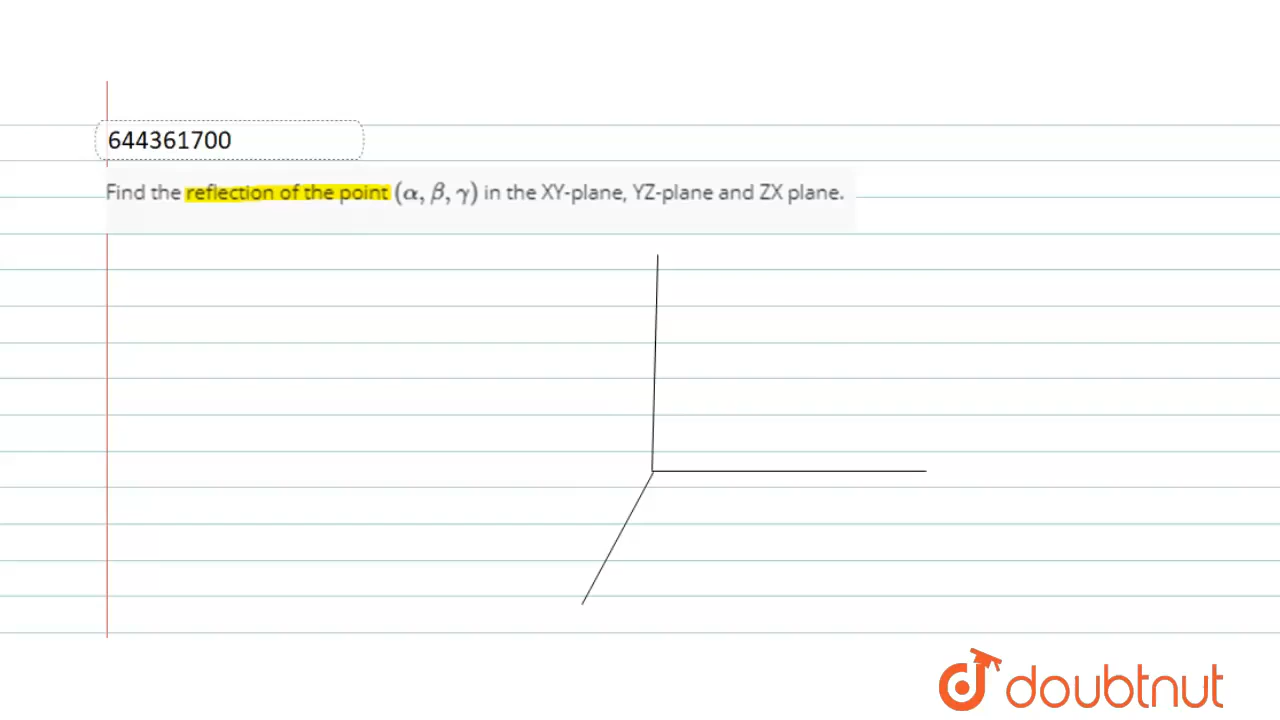 644361700
Find the reflection of the point (α, β, γ) in the XY-plane, YZ-plane and ZX plane.
doubtnut